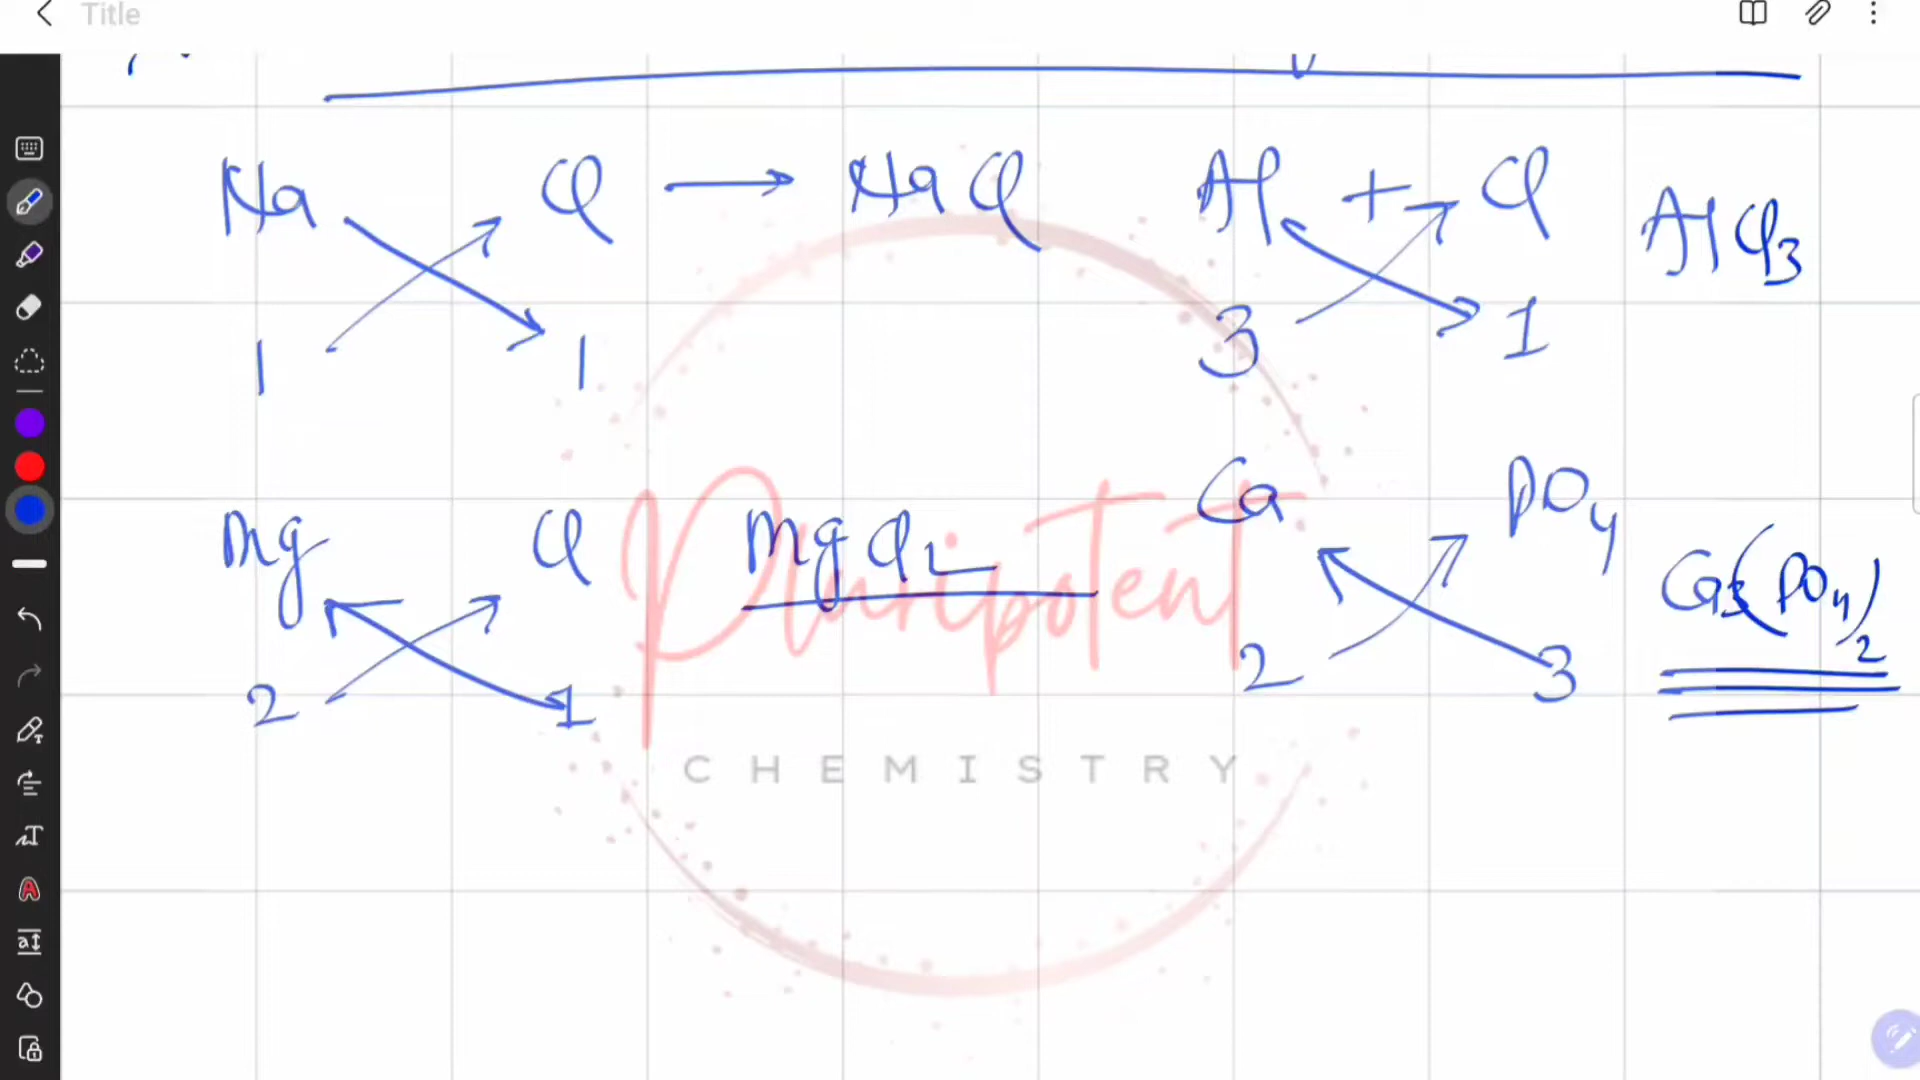 Title
Na Cl → NaCl Al + Cl AlCl3
1 1 3 1
Mg Cl MgCl2 Ca PO4 Ca3(PO4)2
2 1 2 3
Pluripotent
CHEMISTRY